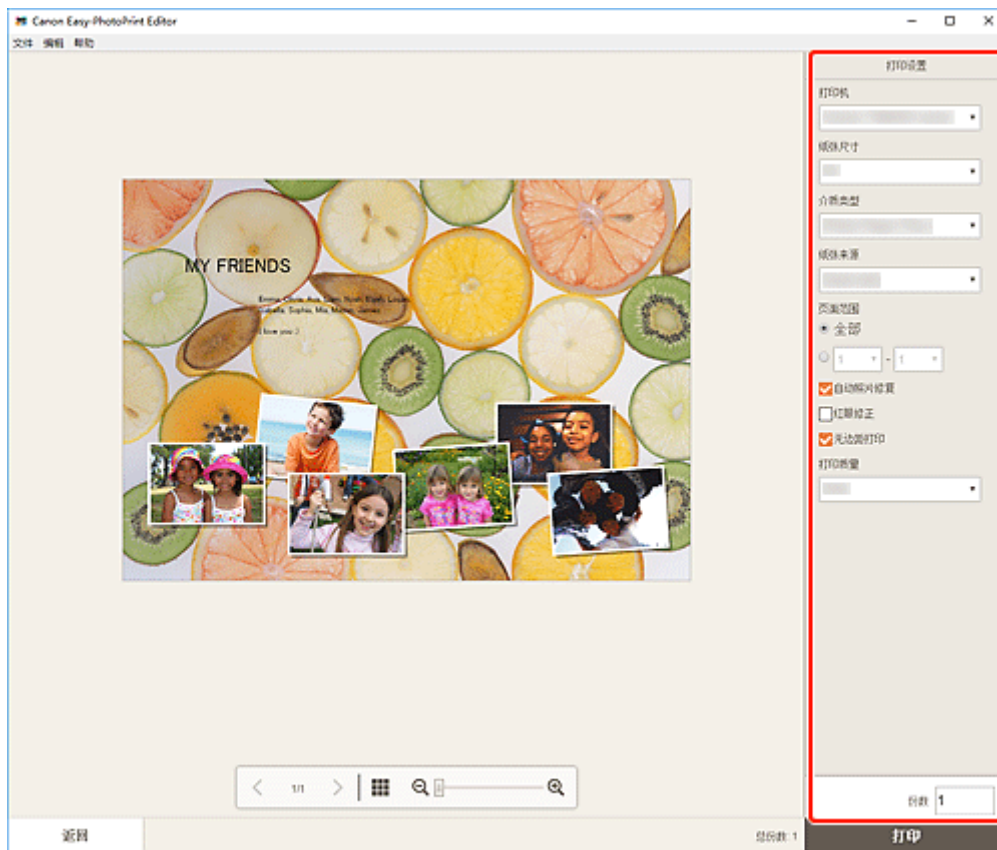 Canon Easy-PhotoPrint Editor
文件 编辑 帮助
打印设置
打印机
纸张尺寸
介质类型
纸张来源
页面范围
全部
1 - 1
自动照片修复
红眼修正
无边距打印
打印质量
MY FRIENDS
I love you :)
1/1
份数 1
返回
总份数: 1
打印